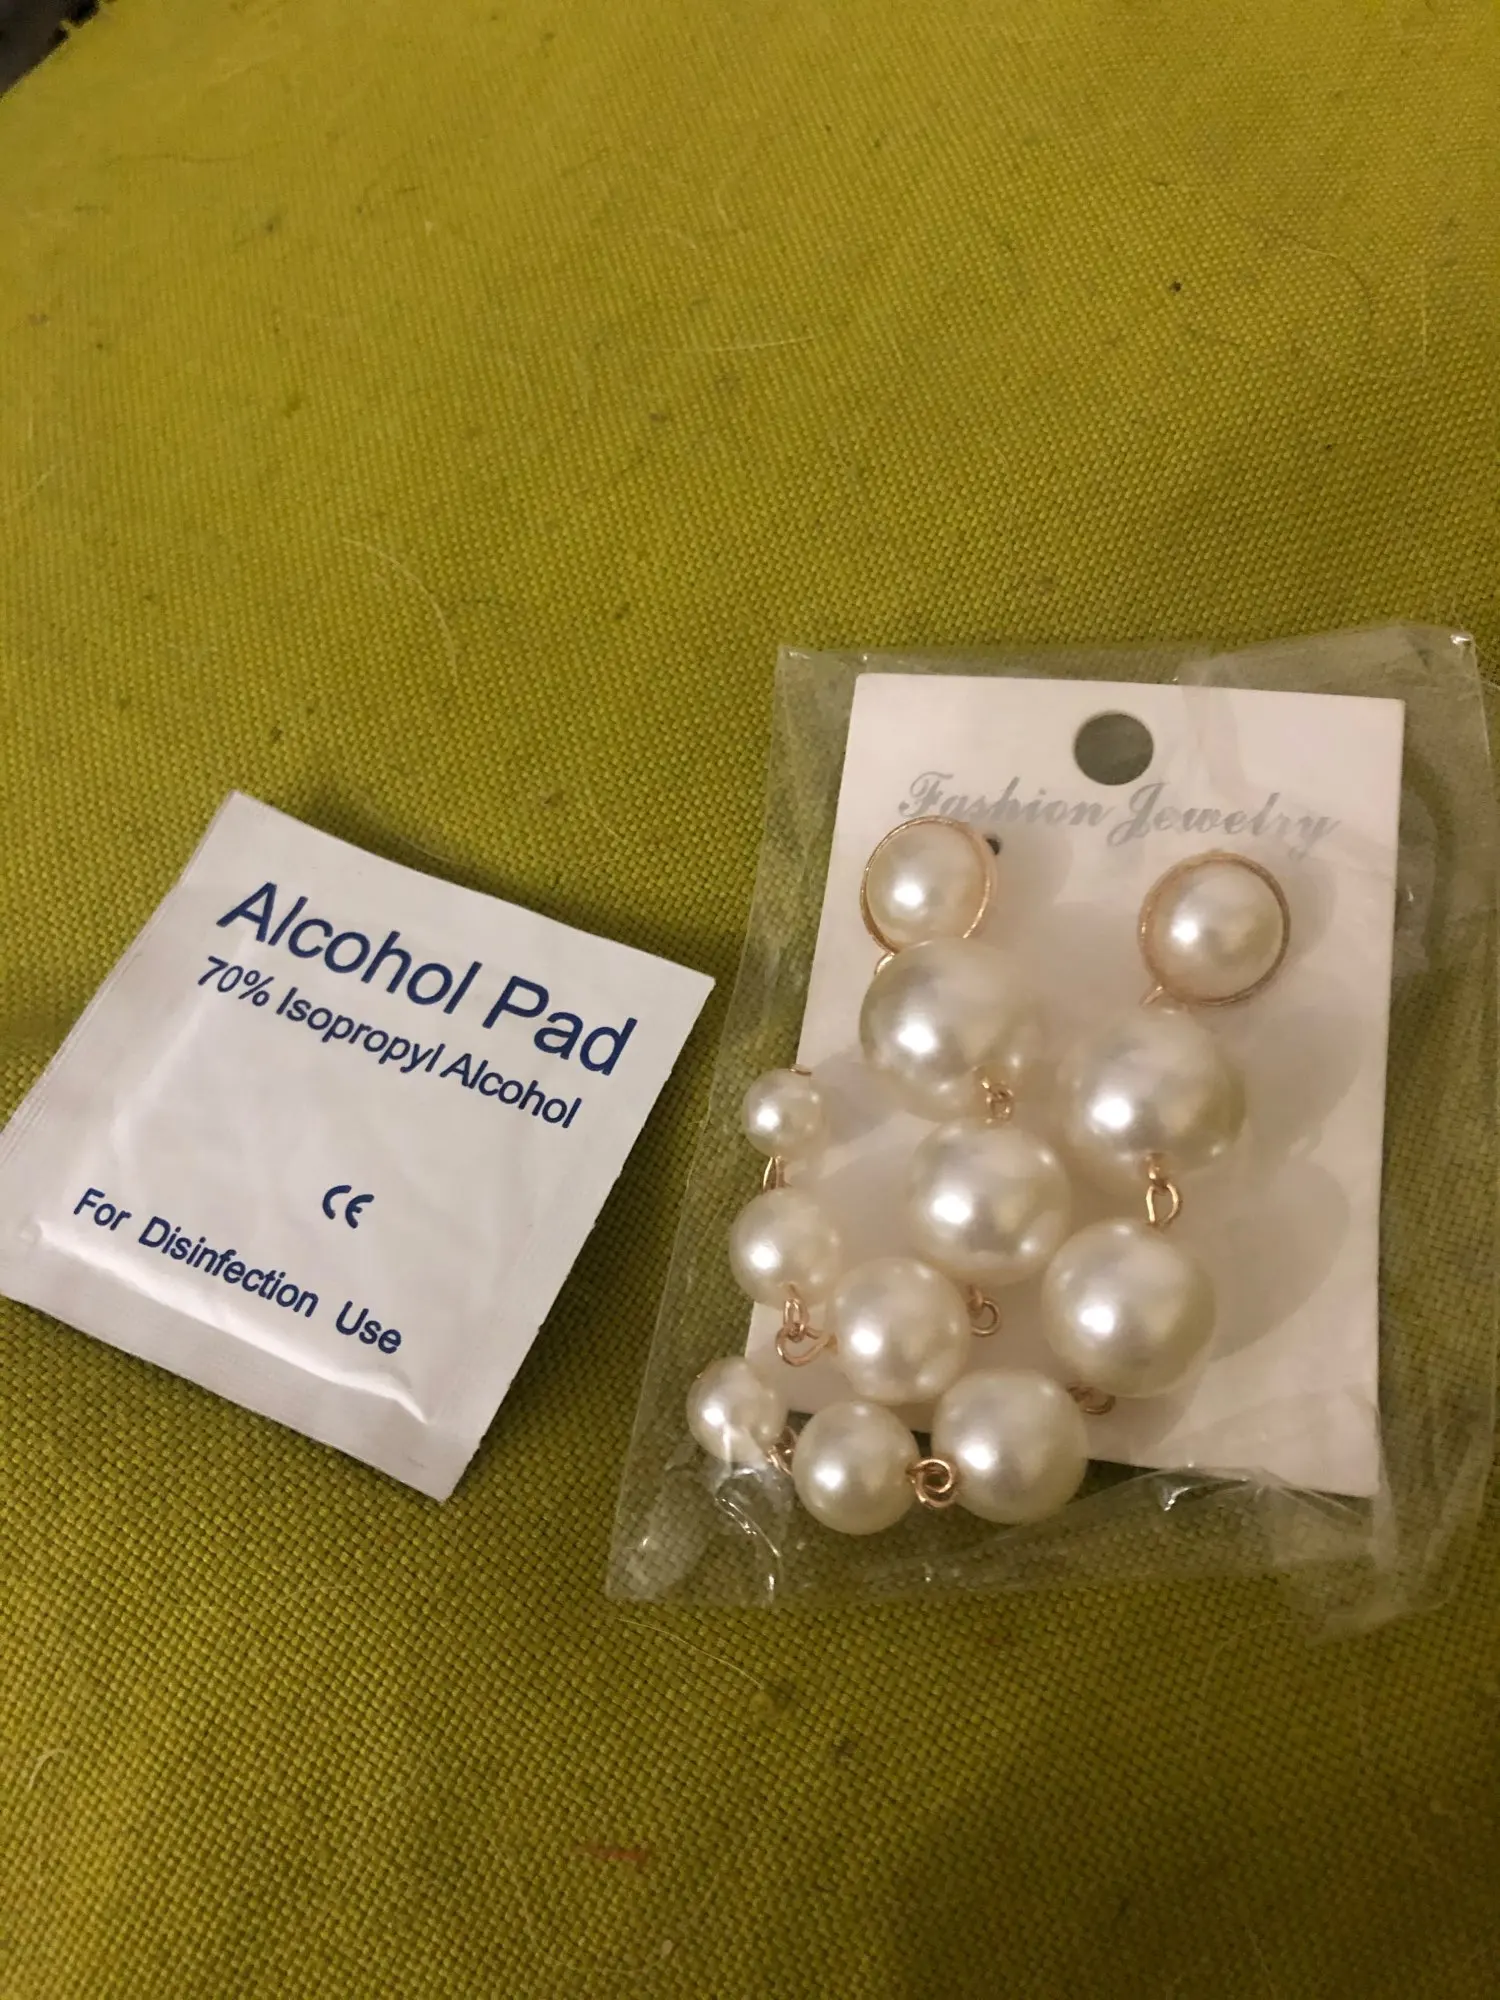 Alcohol Pad
70% Isopropyl Alcohol
CE
For Disinfection Use
Fashion Jewelry